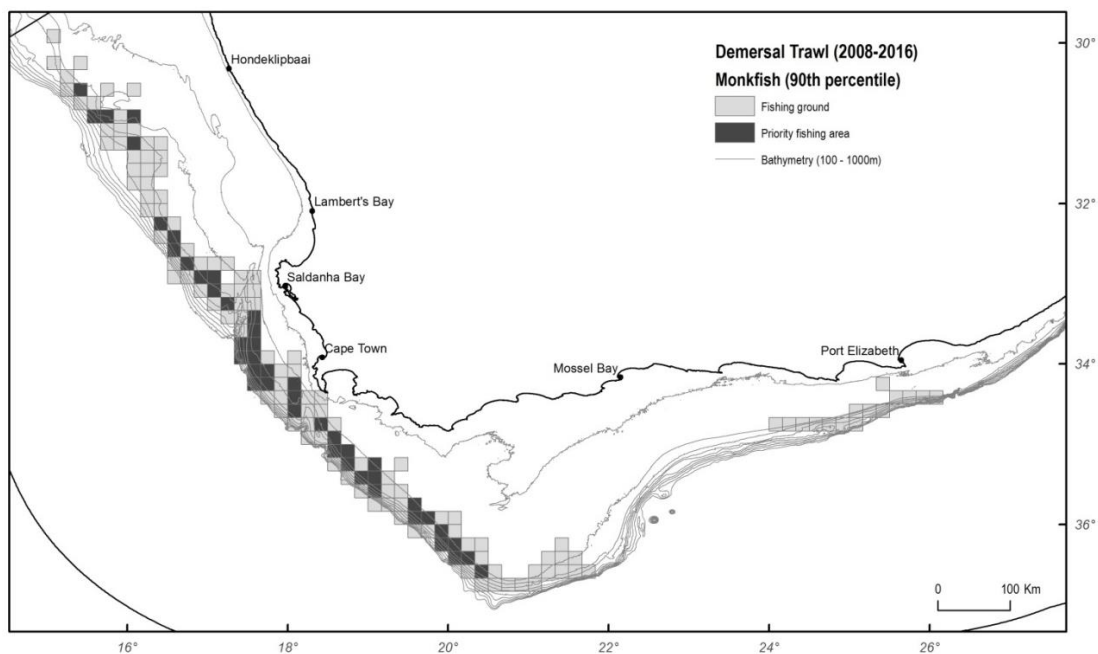 Demersal Trawl (2008-2016)
Monkfish (90th percentile)
Fishing ground
Priority fishing area
Bathymetry (100 - 1000m)
Hondeklipbaai
Lambert's Bay
Saldanha Bay
Cape Town
Mossel Bay
Port Elizabeth
30°
32°
34°
36°
0 100 Km
16° 18° 20° 22° 24° 26°